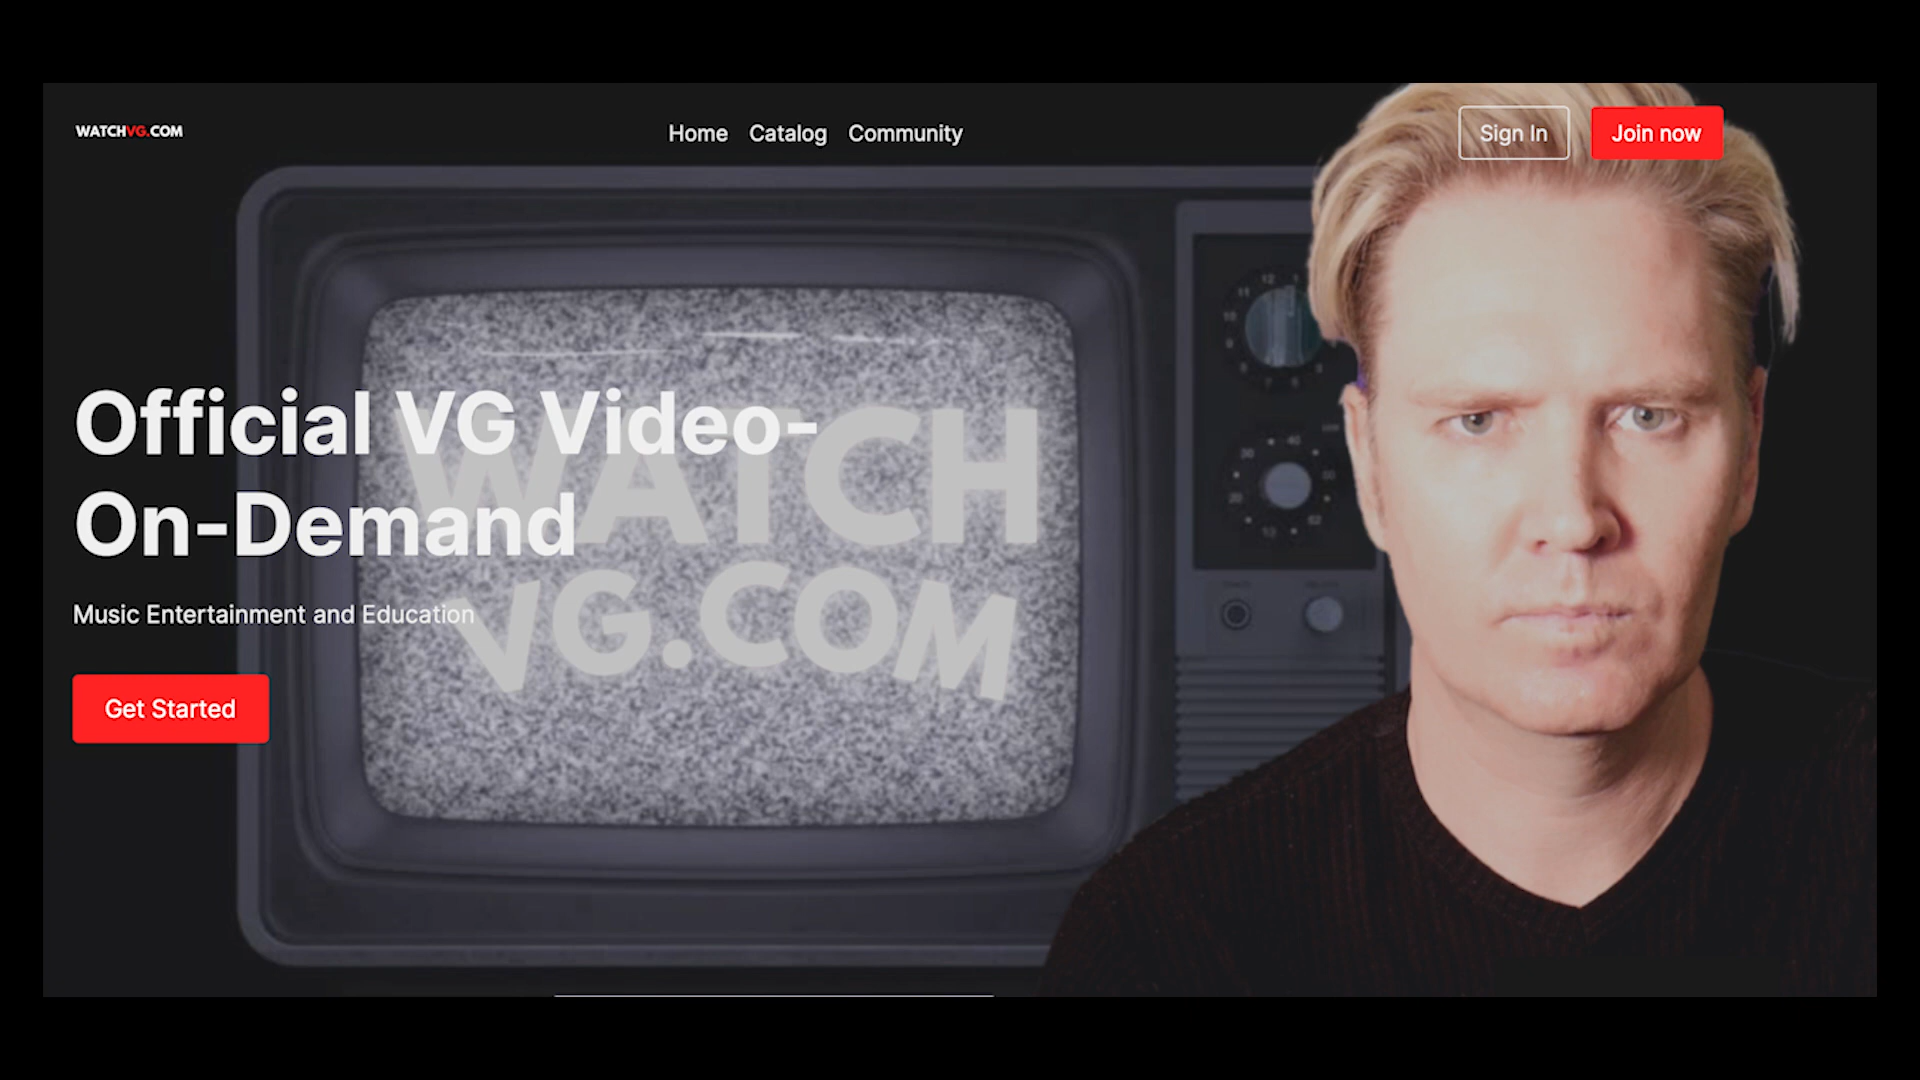 WATCHVG.COM
Home Catalog Community
Sign In
Join now
Official VG Video-
On-Demand
Music Entertainment and Education
Get Started
WATCH
VG.COM